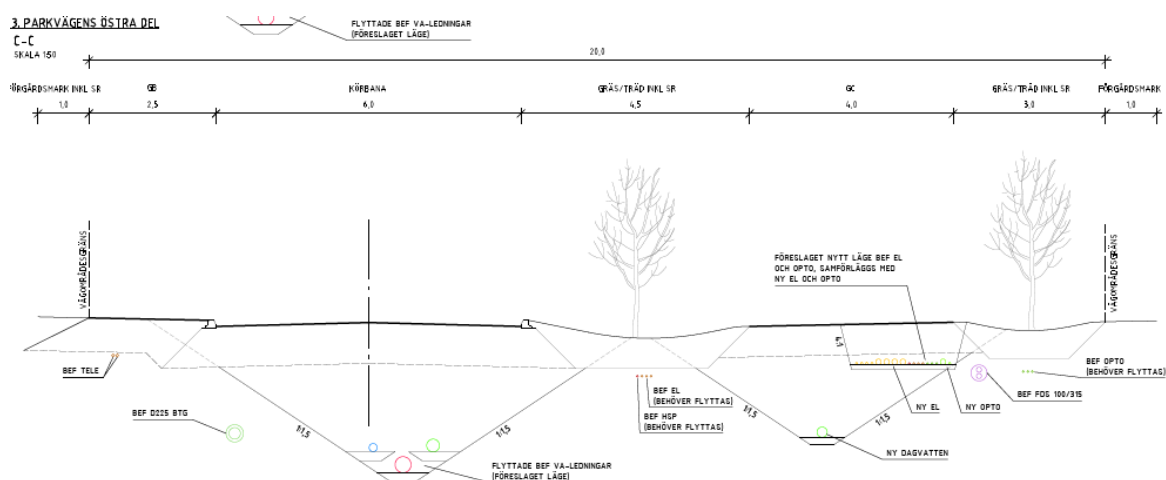 3. PARKVÄGENS ÖSTRA DEL
C-C
SKALA 1:50
FLYTTADE BEF VA-LEDNINGAR
(FÖRESLAGET LÄGE)
20,0
FÖRGÅRDSMARK INKL SR
GB
KÖRBANA
GRÄS/TRÄD INKL SR
GC
GRÄS/TRÄD INKL SR
FÖRGÅRDSMARK
1,0
2,5
6,0
4,5
4,0
3,0
1,0
VÄGOMRÅDESGRÄNS
VÄGOMRÅDESGRÄNS
FÖRESLAGET NYTT LÄGE BEF EL
OCH OPTO, SAMFÖRLÄGGS MED
NY EL OCH OPTO
4:1
BEF TELE
BEF EL
(BEHÖVER FLYTTAS)
BEF HSP
(BEHÖVER FLYTTAS)
BEF OPTO
(BEHÖVER FLYTTAS)
BEF FDS 100/315
NY EL
NY OPTO
BEF D225 BTG
1:1,5
1:1,5
1:1,5
1:1,5
NY DAGVATTEN
FLYTTADE BEF VA-LEDNINGAR
(FÖRESLAGET LÄGE)